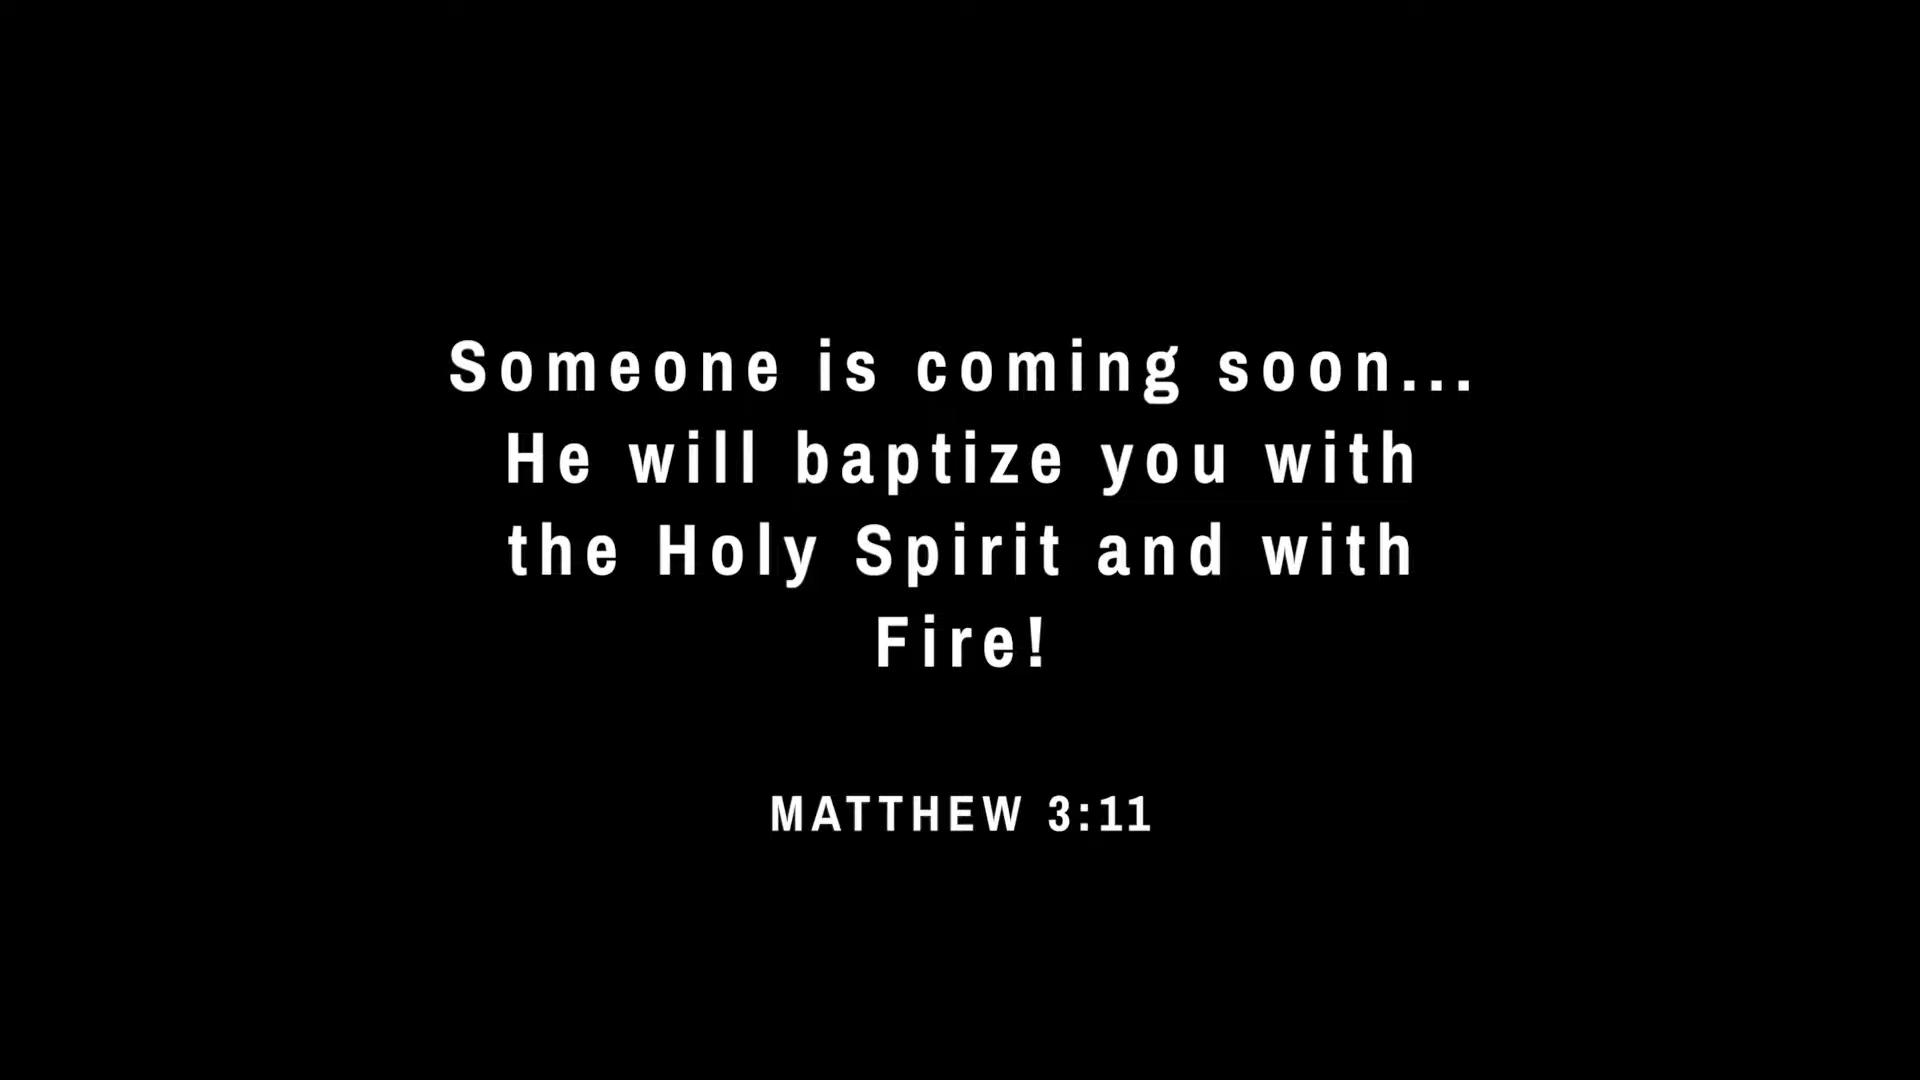 Someone is coming soon...
He will baptize you with
the Holy Spirit and with
Fire!
MATTHEW 3:11